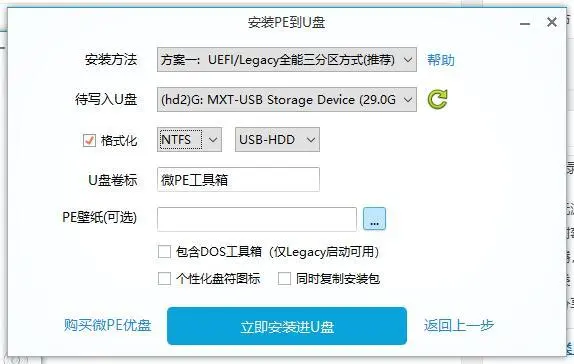 安装PE到U盘
安装方法 方案一：UEFI/Legacy全能三分区方式(推荐) 帮助
待写入U盘 (hd2)G: MXT-USB Storage Device (29.0G
格式化 NTFS USB-HDD
U盘卷标 微PE工具箱
PE壁纸(可选) ...
包含DOS工具箱（仅Legacy启动可用）
个性化盘符图标 同时复制安装包
购买微PE优盘 立即安装进U盘 返回上一步